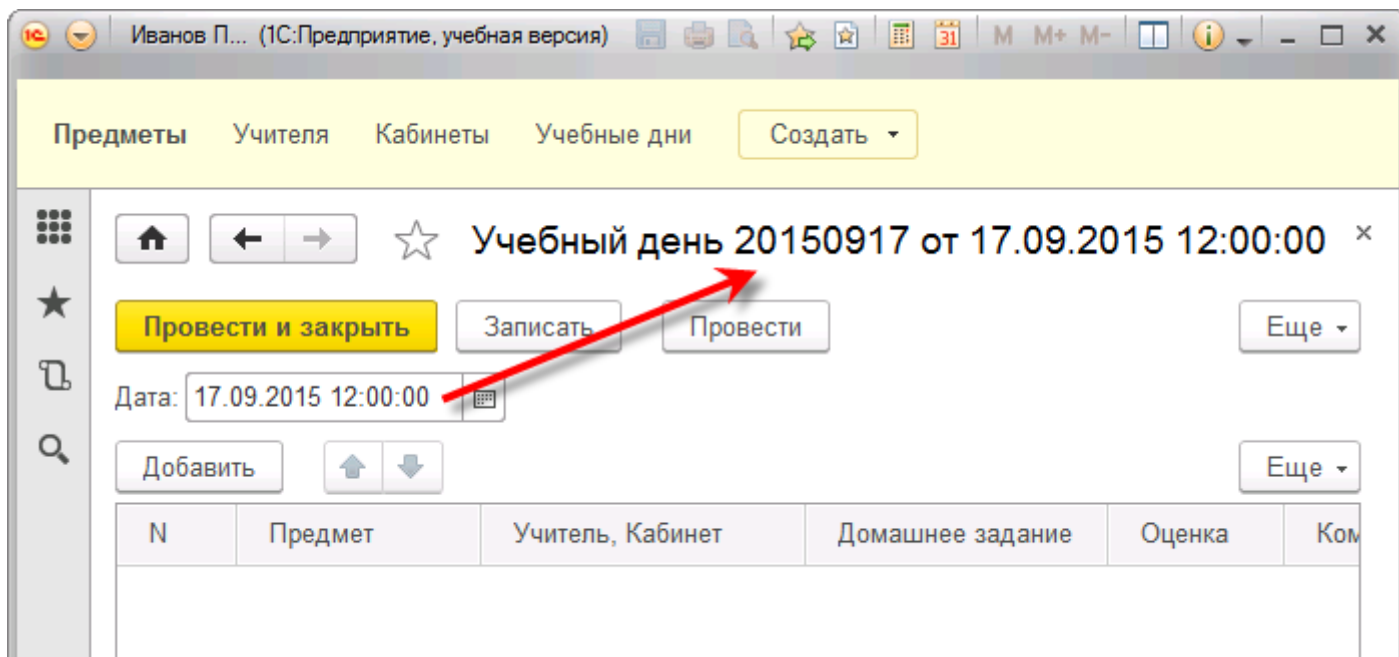 1С Иванов П... (1С:Предприятие, учебная версия) 31 M M+ M-
Предметы Учителя Кабинеты Учебные дни Создать
Учебный день 20150917 от 17.09.2015 12:00:00
Провести и закрыть Записать Провести Еще
Дата: 17.09.2015 12:00:00
Добавить Еще
N Предмет Учитель, Кабинет Домашнее задание Оценка Ком